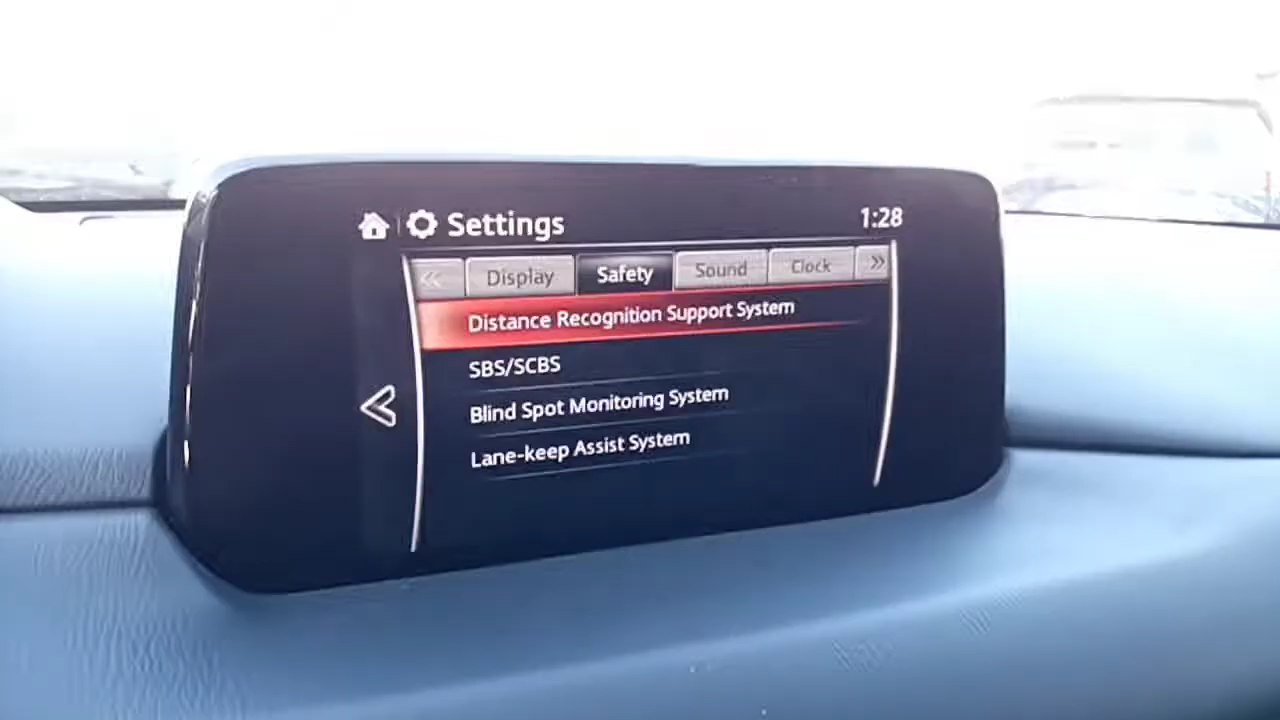 Settings
1:28
Display Safety Sound Clock
Distance Recognition Support System
SBS/SCBS
Blind Spot Monitoring System
Lane-keep Assist System